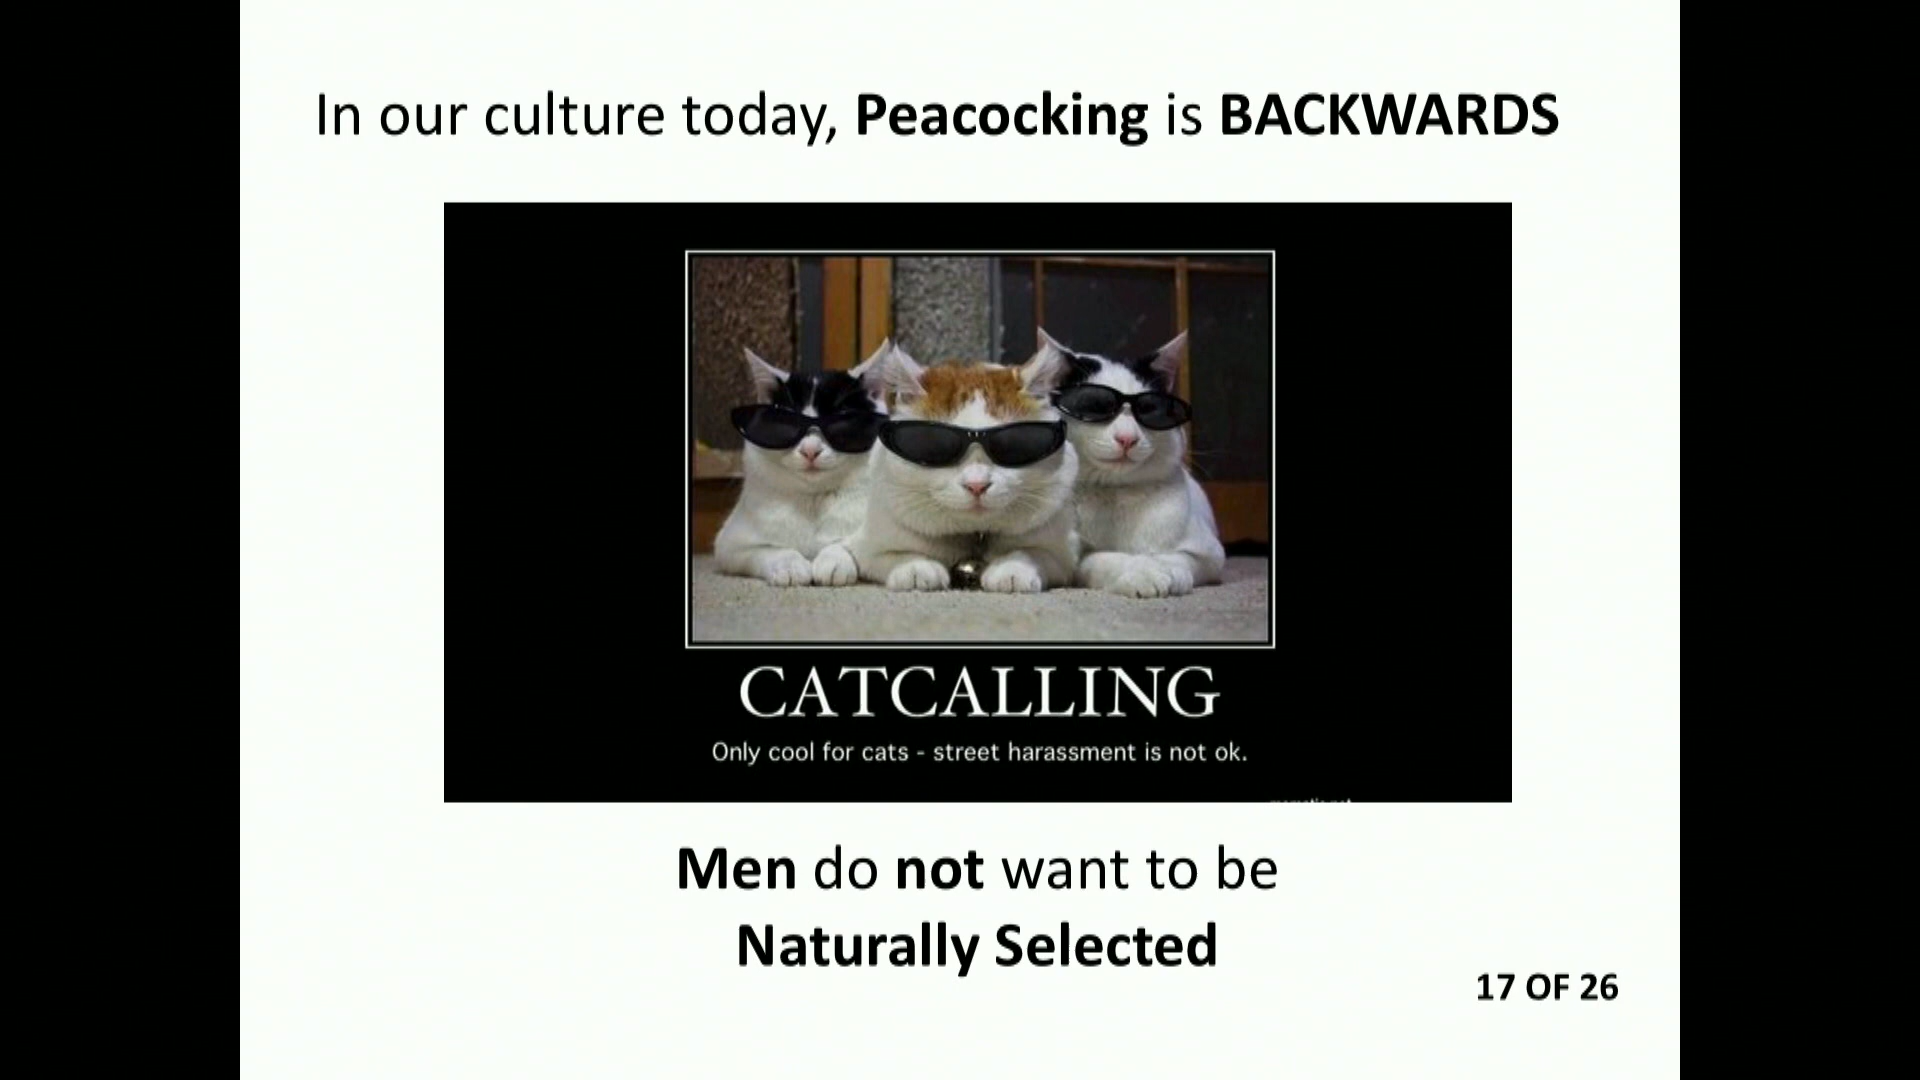 In our culture today, Peacocking is BACKWARDS
CATCALLING
Only cool for cats - street harassment is not ok.
Men do not want to be
Naturally Selected
17 OF 26